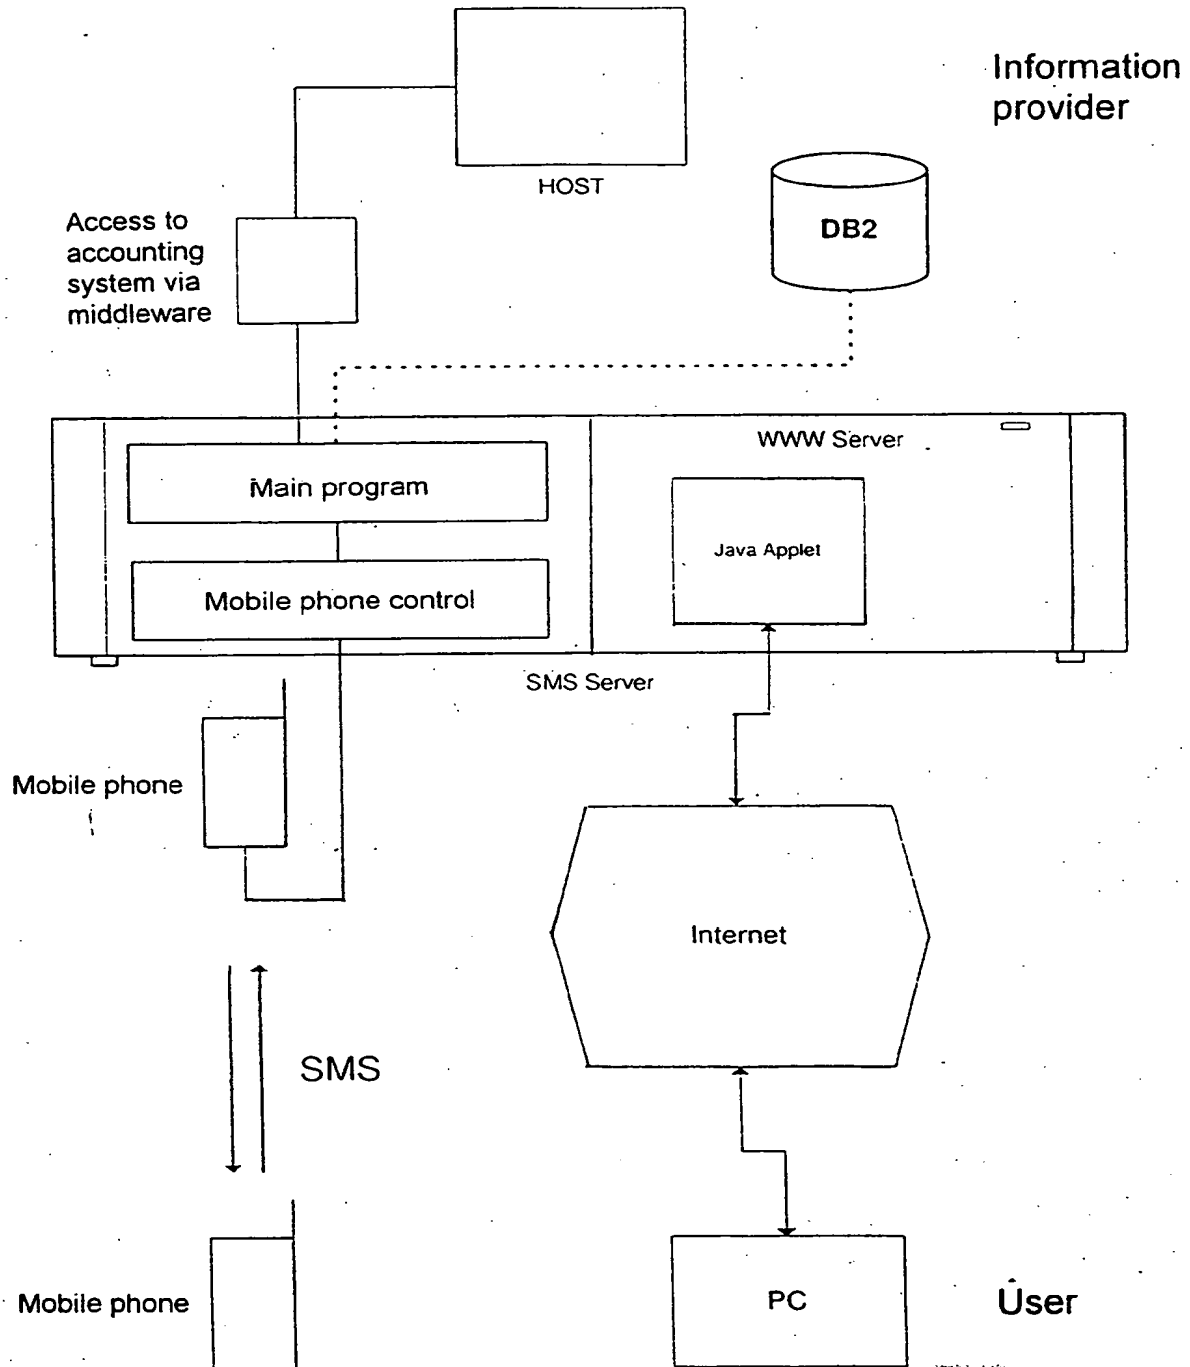 Information
provider
HOST
DB2
Access to
accounting
system via
middleware
WWW Server
Main program
Java Applet
Mobile phone control
SMS Server
Mobile phone
Internet
SMS
Mobile phone
PC
User